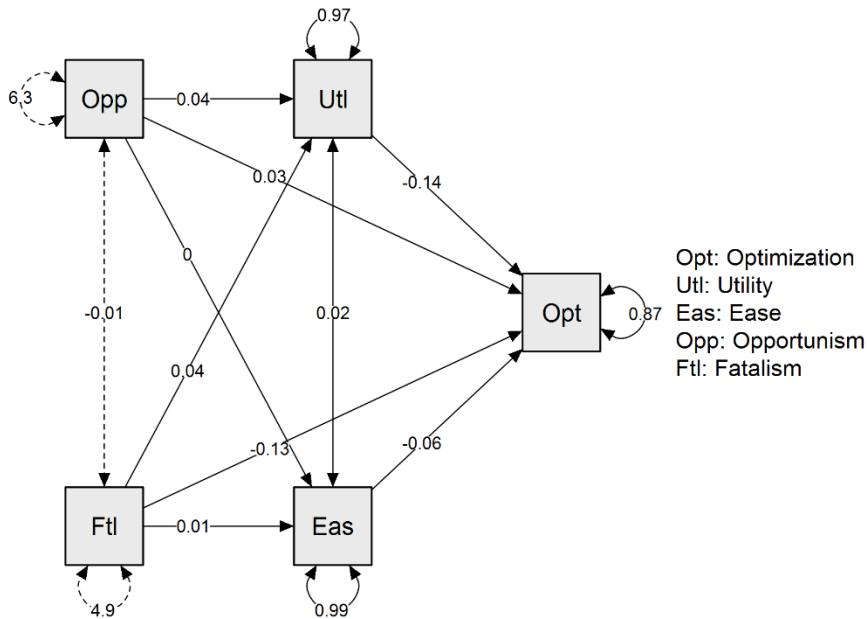 0.97
6.3
Opp
0.04
Utl
0.03
-0.14
0
Opt: Optimization
Utl: Utility
Eas: Ease
Opp: Opportunism
Ftl: Fatalism
-0.01
0.02
Opt
0.87
0.04
-0.13
-0.06
Ftl
0.01
Eas
4.9
0.99